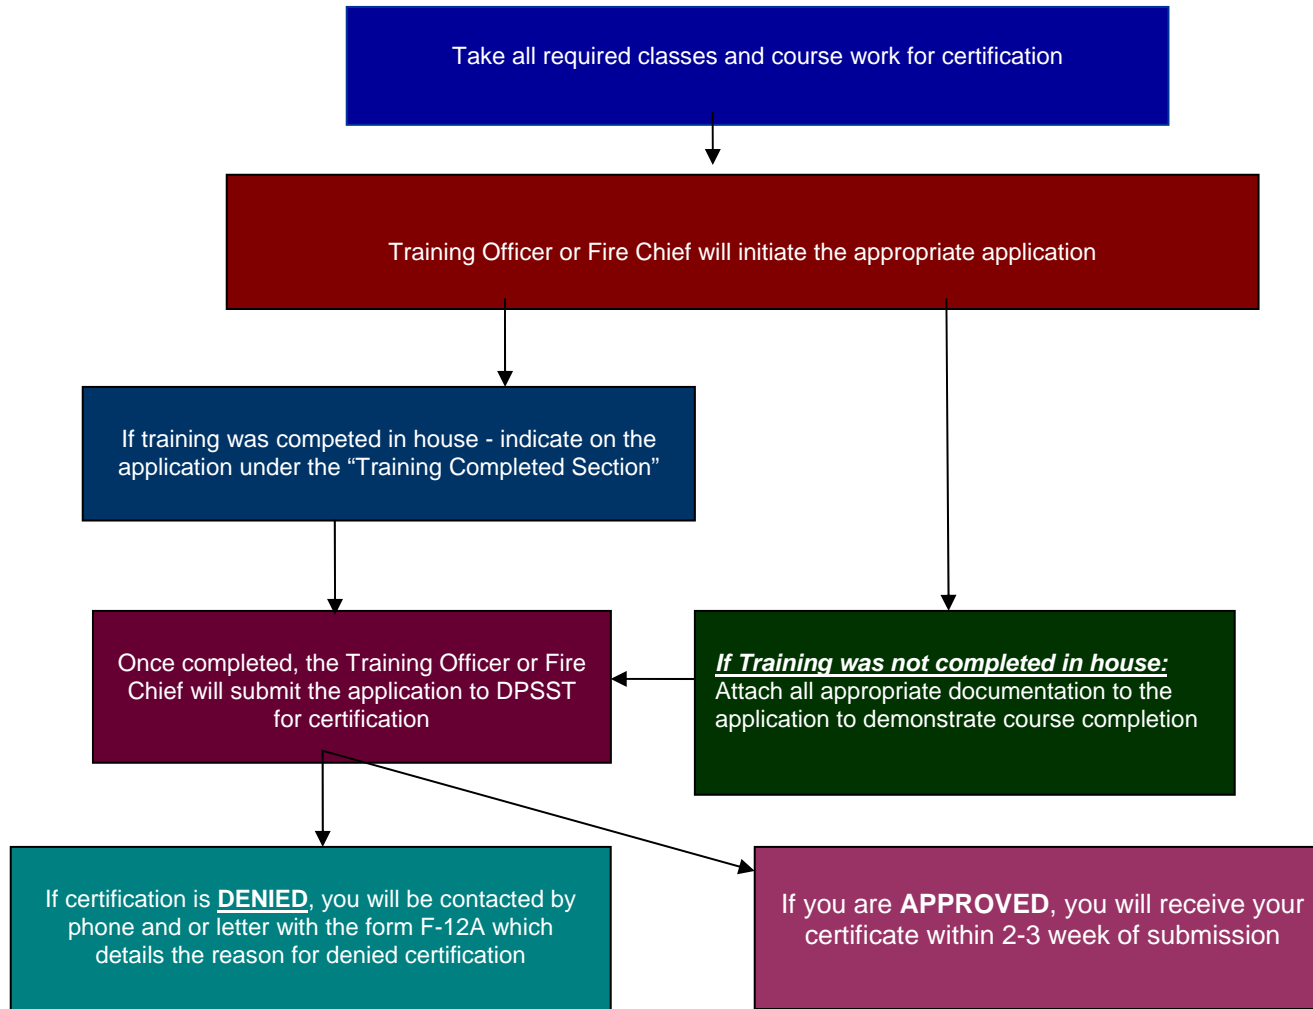 Take all required classes and course work for certification
Training Officer or Fire Chief will initiate the appropriate application
If training was competed in house - indicate on the
application under the “Training Completed Section”
Once completed, the Training Officer or Fire
Chief will submit the application to DPSST
for certification
If Training was not completed in house:
Attach all appropriate documentation to the
application to demonstrate course completion
If certification is DENIED, you will be contacted by
phone and or letter with the form F-12A which
details the reason for denied certification
If you are APPROVED, you will receive your
certificate within 2-3 week of submission